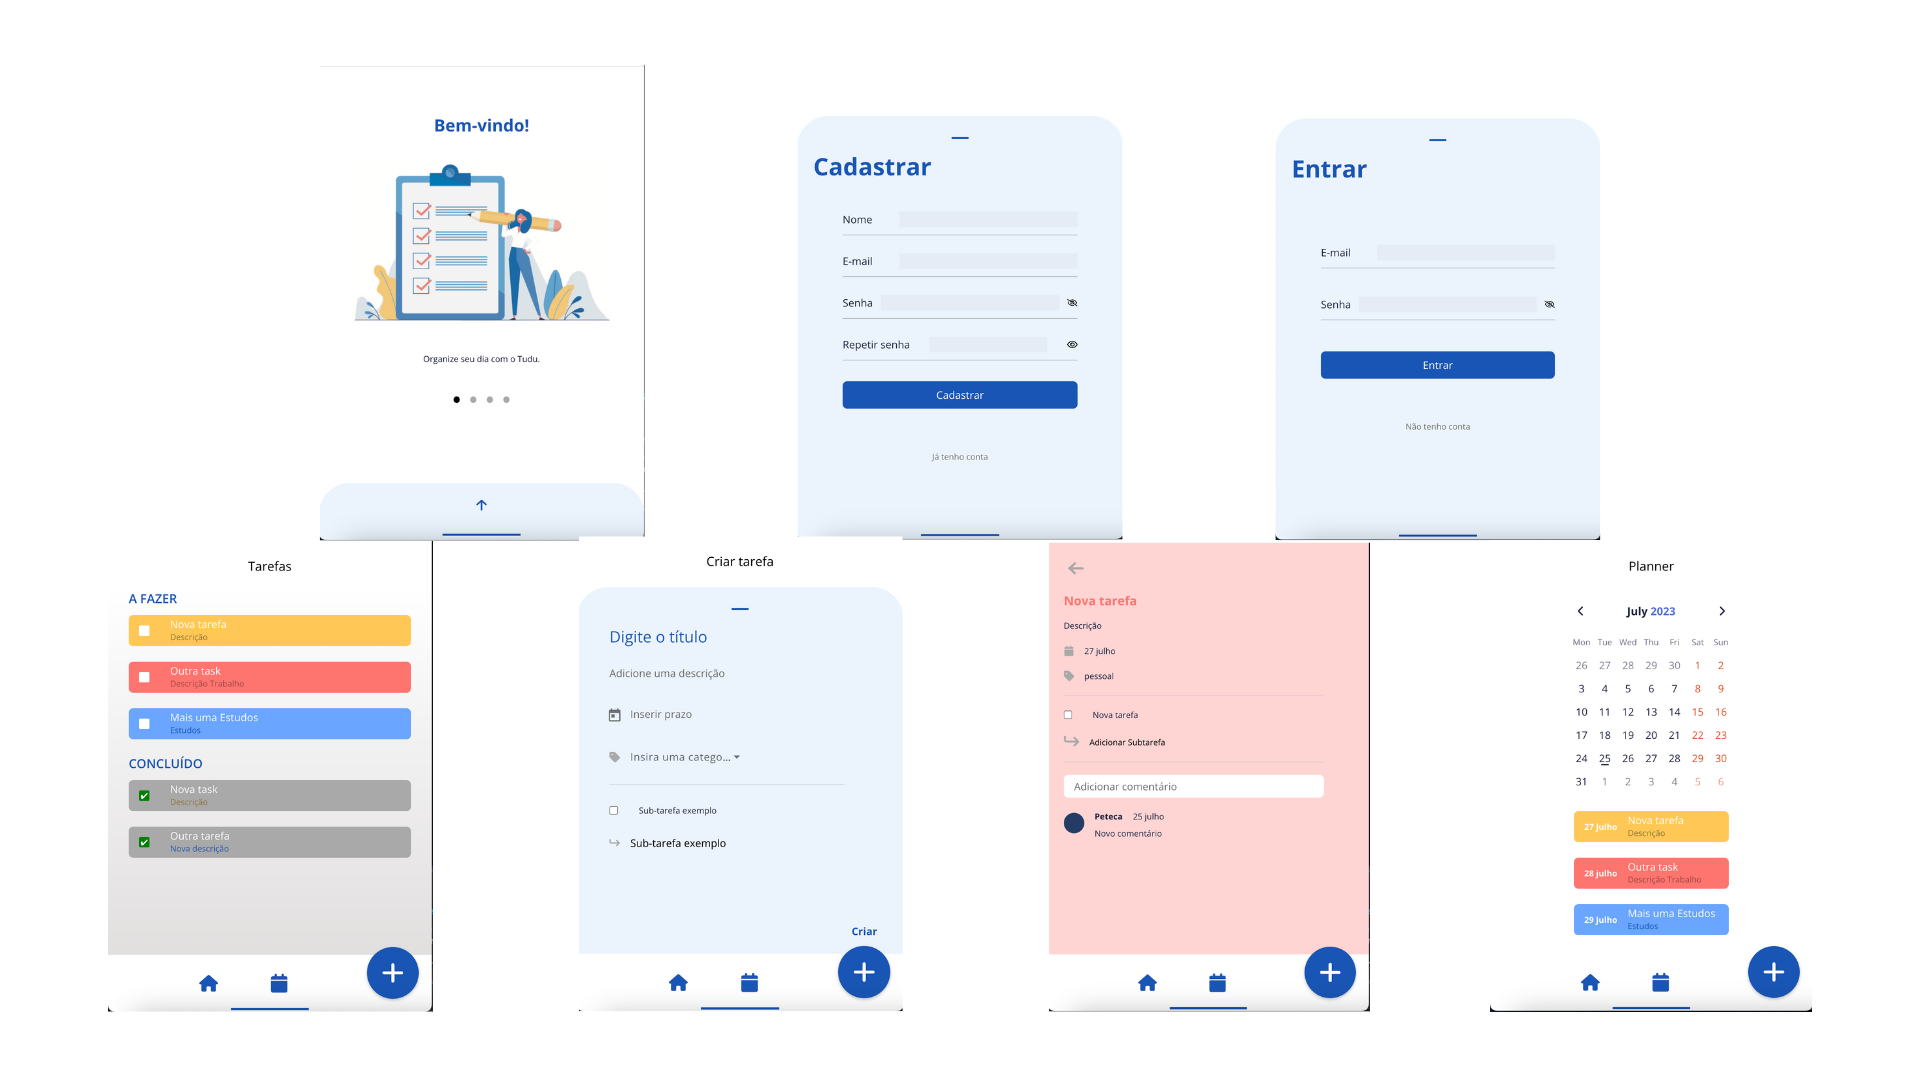 Bem-vindo!
Organize seu dia com o Tudu.
Cadastrar
Nome
E-mail
Senha
Repetir senha
Cadastrar
Já tenho conta
Entrar
E-mail
Senha
Entrar
Não tenho conta
Tarefas
A FAZER
Nova tarefa
Descrição
Outra task
Descrição Trabalho
Mais uma Estudos
Estudos
CONCLUÍDO
Nova task
Descrição
Outra tarefa
Nova descrição
Criar tarefa
Digite o título
Adicione uma descrição
Inserir prazo
Insira uma catego...
Sub-tarefa exemplo
Sub-tarefa exemplo
Criar
Nova tarefa
Descrição
27 julho
pessoal
Nova tarefa
Adicionar Subtarefa
Adicionar comentário
Peteca 25 julho
Novo comentário
Planner
July 2023
Mon Tue Wed Thu Fri Sat Sun
26 27 28 29 30 1 2
3 4 5 6 7 8 9
10 11 12 13 14 15 16
17 18 19 20 21 22 23
24 25 26 27 28 29 30
31 1 2 3 4 5 6
27 julho Nova tarefa
Descrição
28 julho Outra task
Descrição Trabalho
29 julho Mais uma Estudos
Estudos